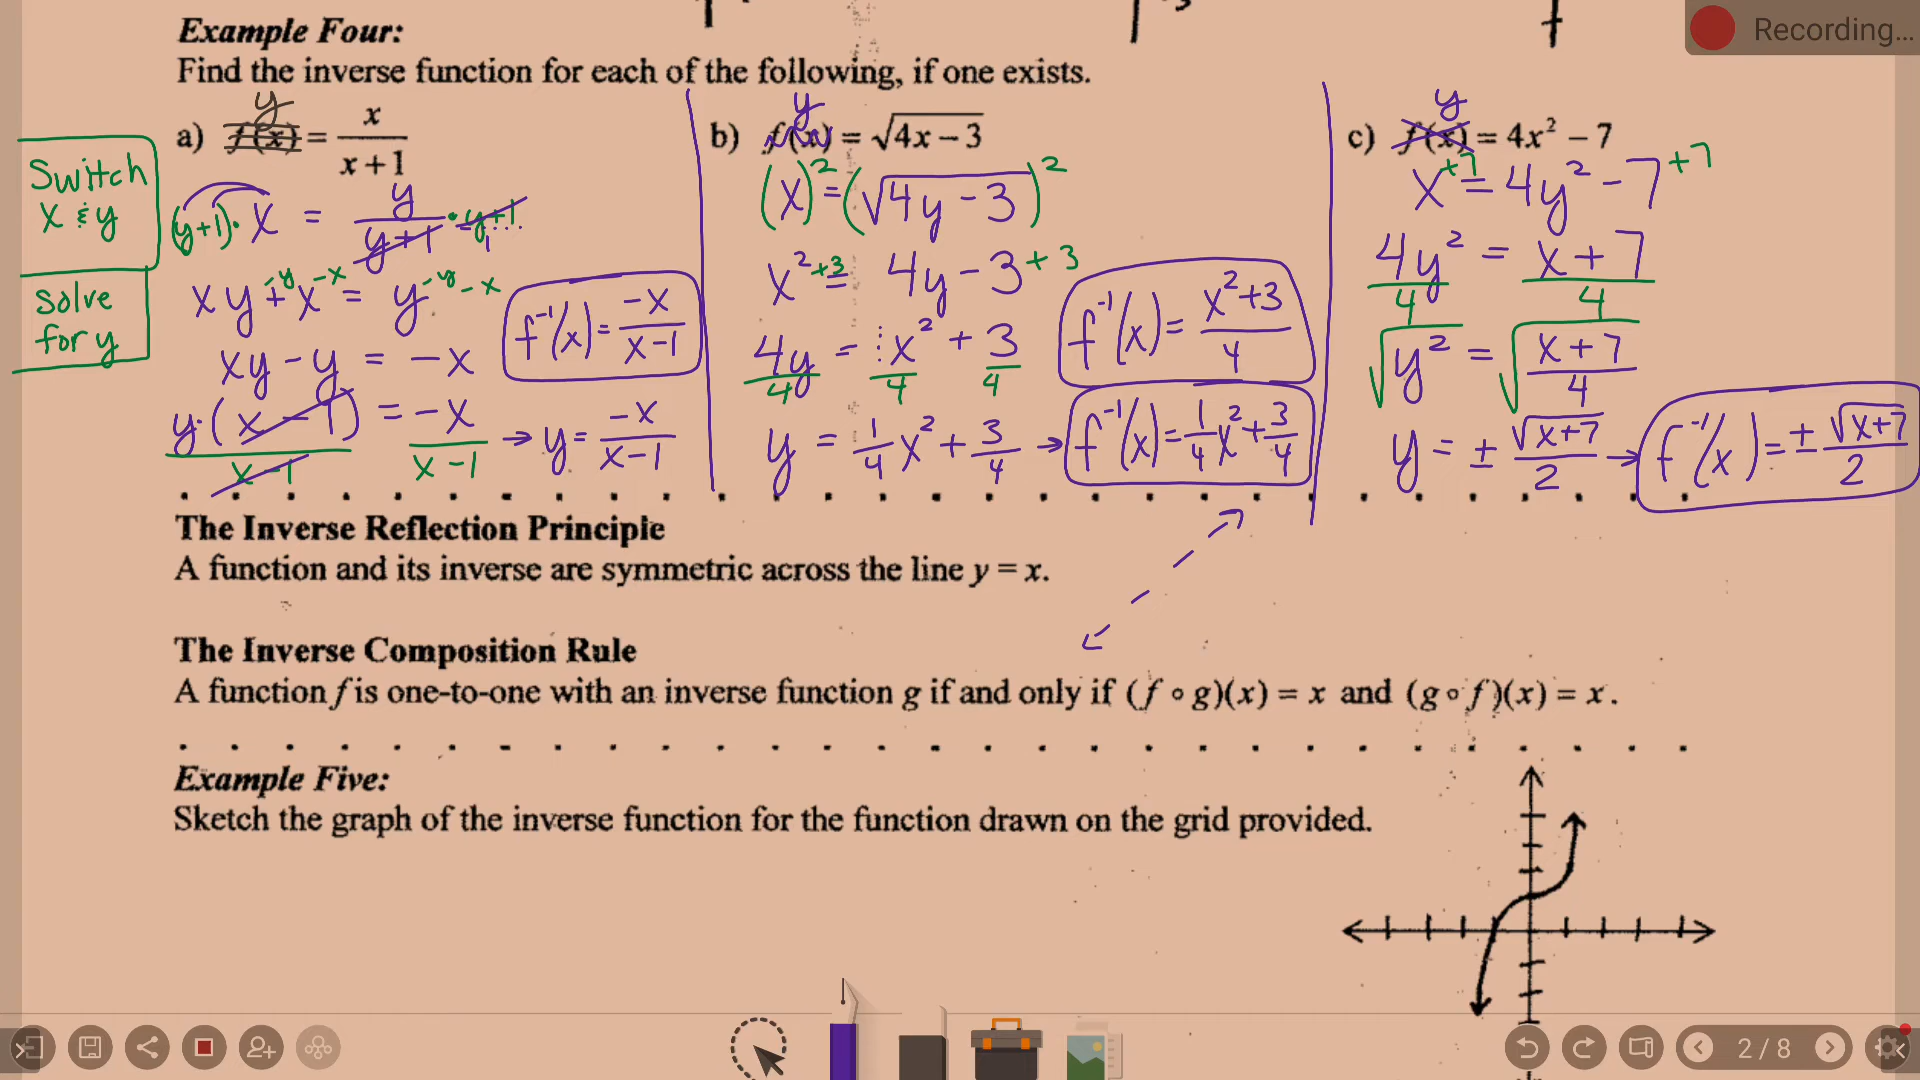 Recording...
Example Four:
Find the inverse function for each of the following, if one exists.
Switch
x & y
solve
for y
y
a) f(x) = x/(x+1)
(y+1)· x = y/(y+1) · (y+1)/1
xy + x = y
-y -x -y -x
xy - y = -x
y·(x-1)/(x-1) = -x/(x-1) → y = -x/(x-1)
f⁻¹(x) = -x/(x-1)
y
b) f(x) = √(4x-3)
(x)² = (√(4y-3))²
x² +3 = 4y - 3 +3
4y/4 = x²/4 + 3/4
y = 1/4 x² + 3/4 → f⁻¹(x) = 1/4 x² + 3/4
f⁻¹(x) = (x²+3)/4
y
c) f(x) = 4x² - 7
x +7 = 4y² - 7 +7
4y²/4 = (x+7)/4
√y² = √((x+7)/4)
y = ± √(x+7)/2 → f⁻¹(x) = ± √(x+7)/2
The Inverse Reflection Principle
A function and its inverse are symmetric across the line y = x.
The Inverse Composition Rule
A function f is one-to-one with an inverse function g if and only if (f ∘ g)(x) = x and (g ∘ f)(x) = x.
Example Five:
Sketch the graph of the inverse function for the function drawn on the grid provided.
2 / 8